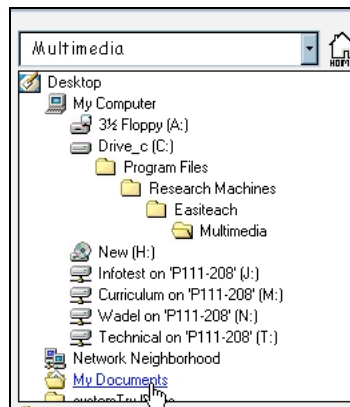 Multimedia
HOME
Desktop
My Computer
3½ Floppy (A:)
Drive_c (C:)
Program Files
Research Machines
Easiteach
Multimedia
New (H:)
Infotest on 'P111-208' (J:)
Curriculum on 'P111-208' (M:)
Wadel on 'P111-208' (N:)
Technical on 'P111-208' (T:)
Network Neighborhood
My Documents